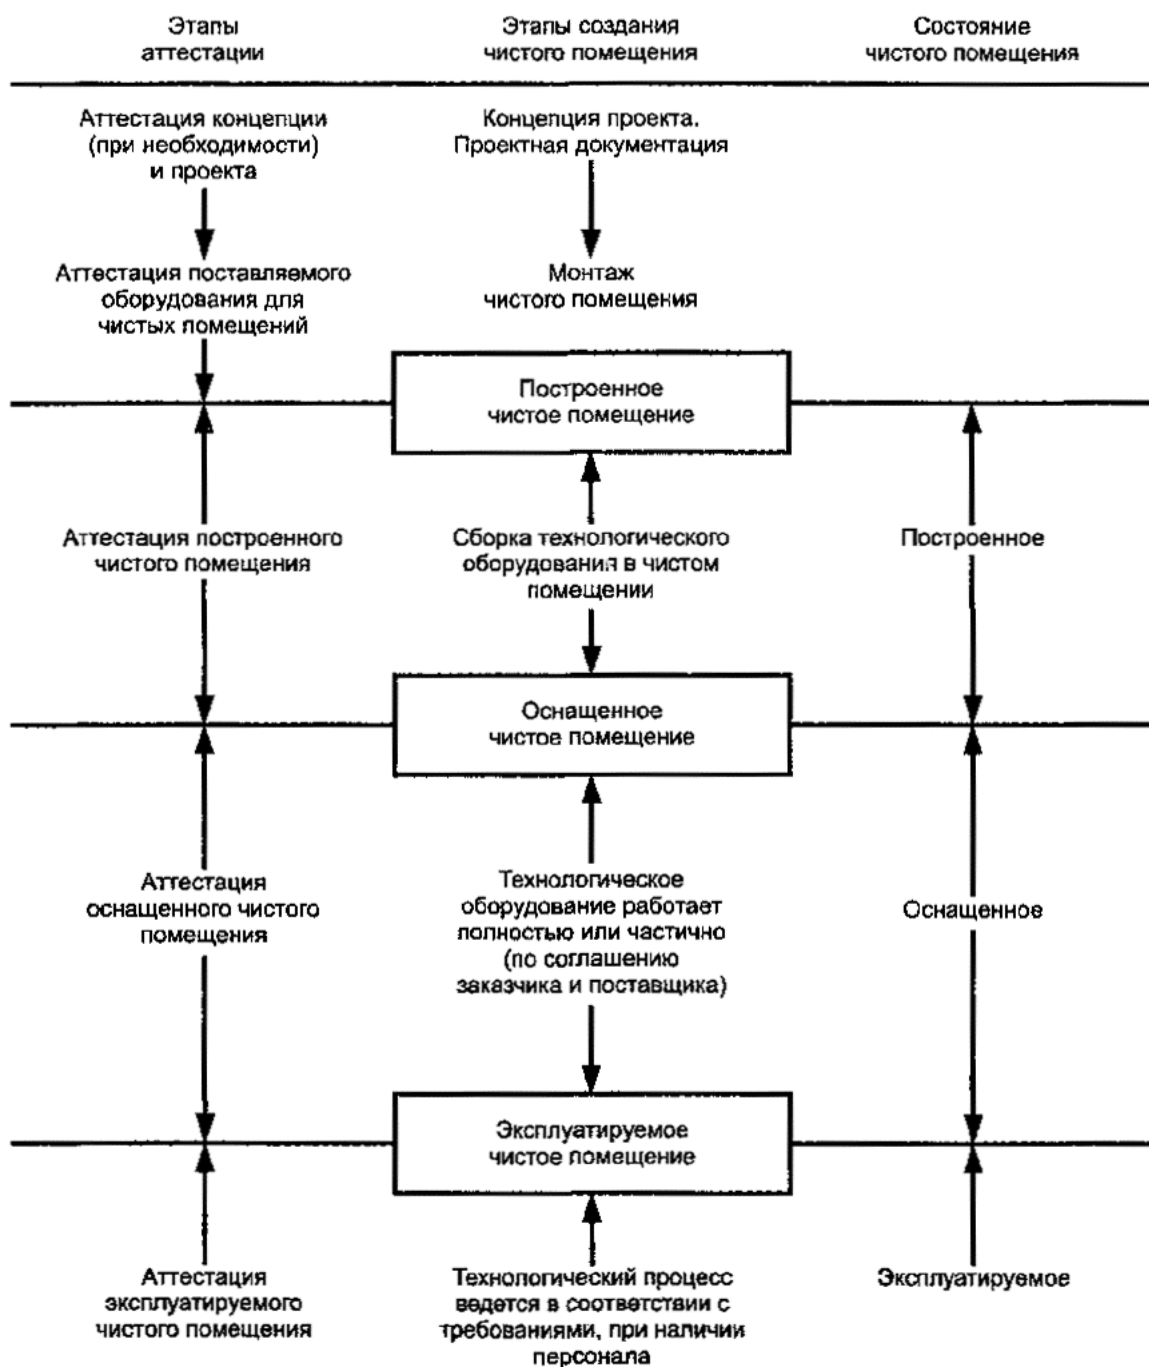 Этапы
аттестации
Этапы создания
чистого помещения
Состояние
чистого помещения
Аттестация концепции
(при необходимости)
и проекта
Концепция проекта.
Проектная документация
Аттестация поставляемого
оборудования для
чистых помещений
Монтаж
чистого помещения
Построенное
чистое помещение
Аттестация построенного
чистого помещения
Сборка технологического
оборудования в чистом
помещении
Построенное
Оснащенное
чистое помещение
Аттестация
оснащенного чистого
помещения
Технологическое
оборудование работает
полностью или частично
(по соглашению
заказчика и поставщика)
Оснащенное
Эксплуатируемое
чистое помещение
Аттестация
эксплуатируемого
чистого помещения
Технологический процесс
ведется в соответствии с
требованиями, при наличии
персонала
Эксплуатируемое